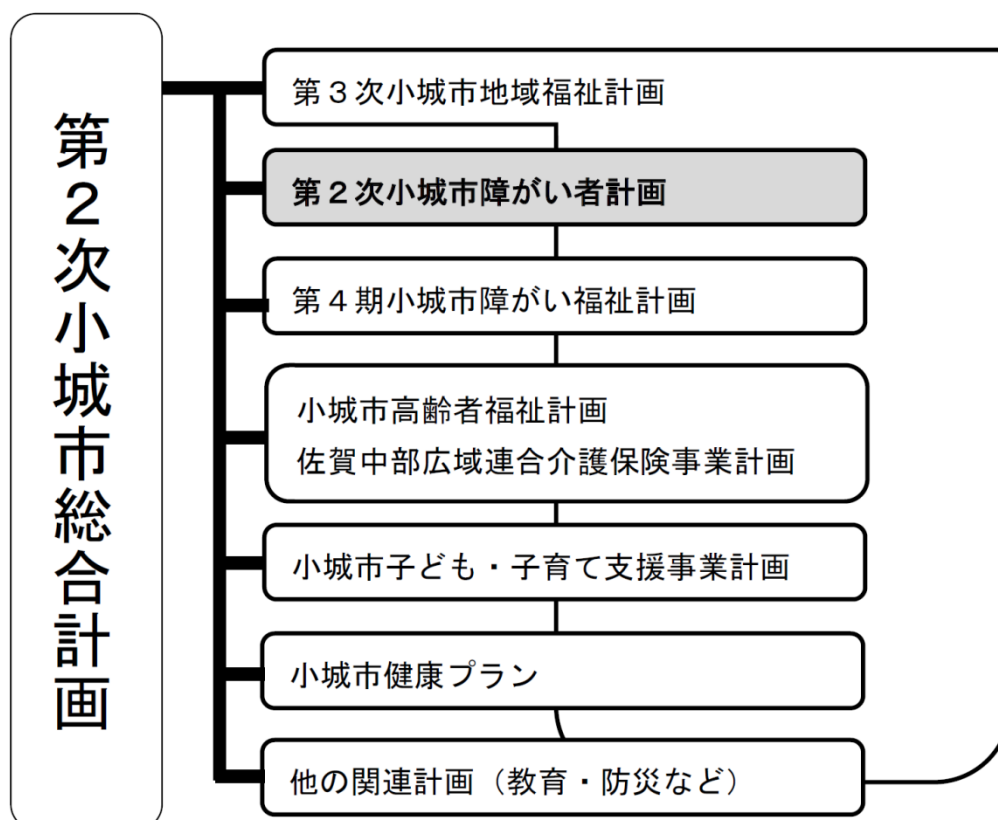 第２次小城市総合計画
第３次小城市地域福祉計画
第２次小城市障がい者計画
第４期小城市障がい福祉計画
小城市高齢者福祉計画
佐賀中部広域連合介護保険事業計画
小城市子ども・子育て支援事業計画
小城市健康プラン
他の関連計画（教育・防災など）